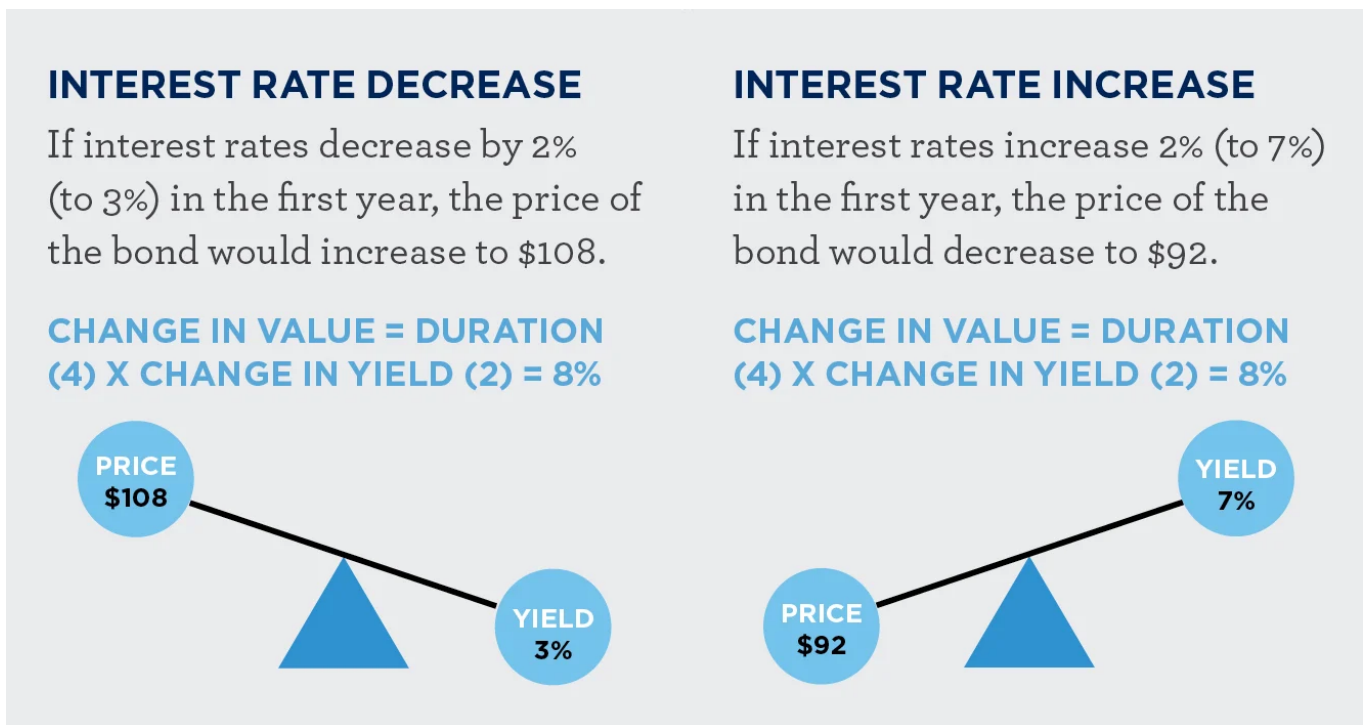 INTEREST RATE DECREASE
If interest rates decrease by 2%
(to 3%) in the first year, the price of
the bond would increase to $108.
CHANGE IN VALUE = DURATION
(4) X CHANGE IN YIELD (2) = 8%
PRICE
$108
YIELD
3%
INTEREST RATE INCREASE
If interest rates increase 2% (to 7%)
in the first year, the price of the
bond would decrease to $92.
CHANGE IN VALUE = DURATION
(4) X CHANGE IN YIELD (2) = 8%
YIELD
7%
PRICE
$92